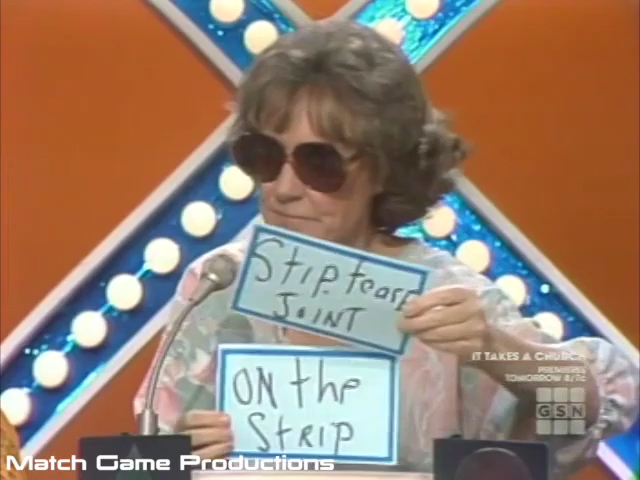 Stip.tease
JOINT
ON the
StRIP
IT TAKES A CHURCH
PREMIERES
TOMORROW 8/7c
GSN
Match Game Productions